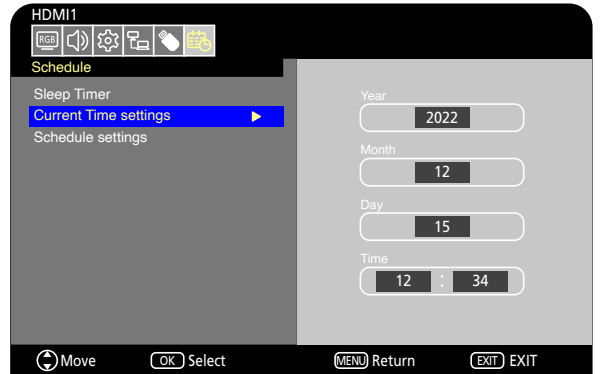 HDMI1
RGB
Schedule
Sleep Timer
Current Time settings
Schedule settings
Year
2022
Month
12
Day
15
Time
12 : 34
Move OK Select MENU Return EXIT EXIT